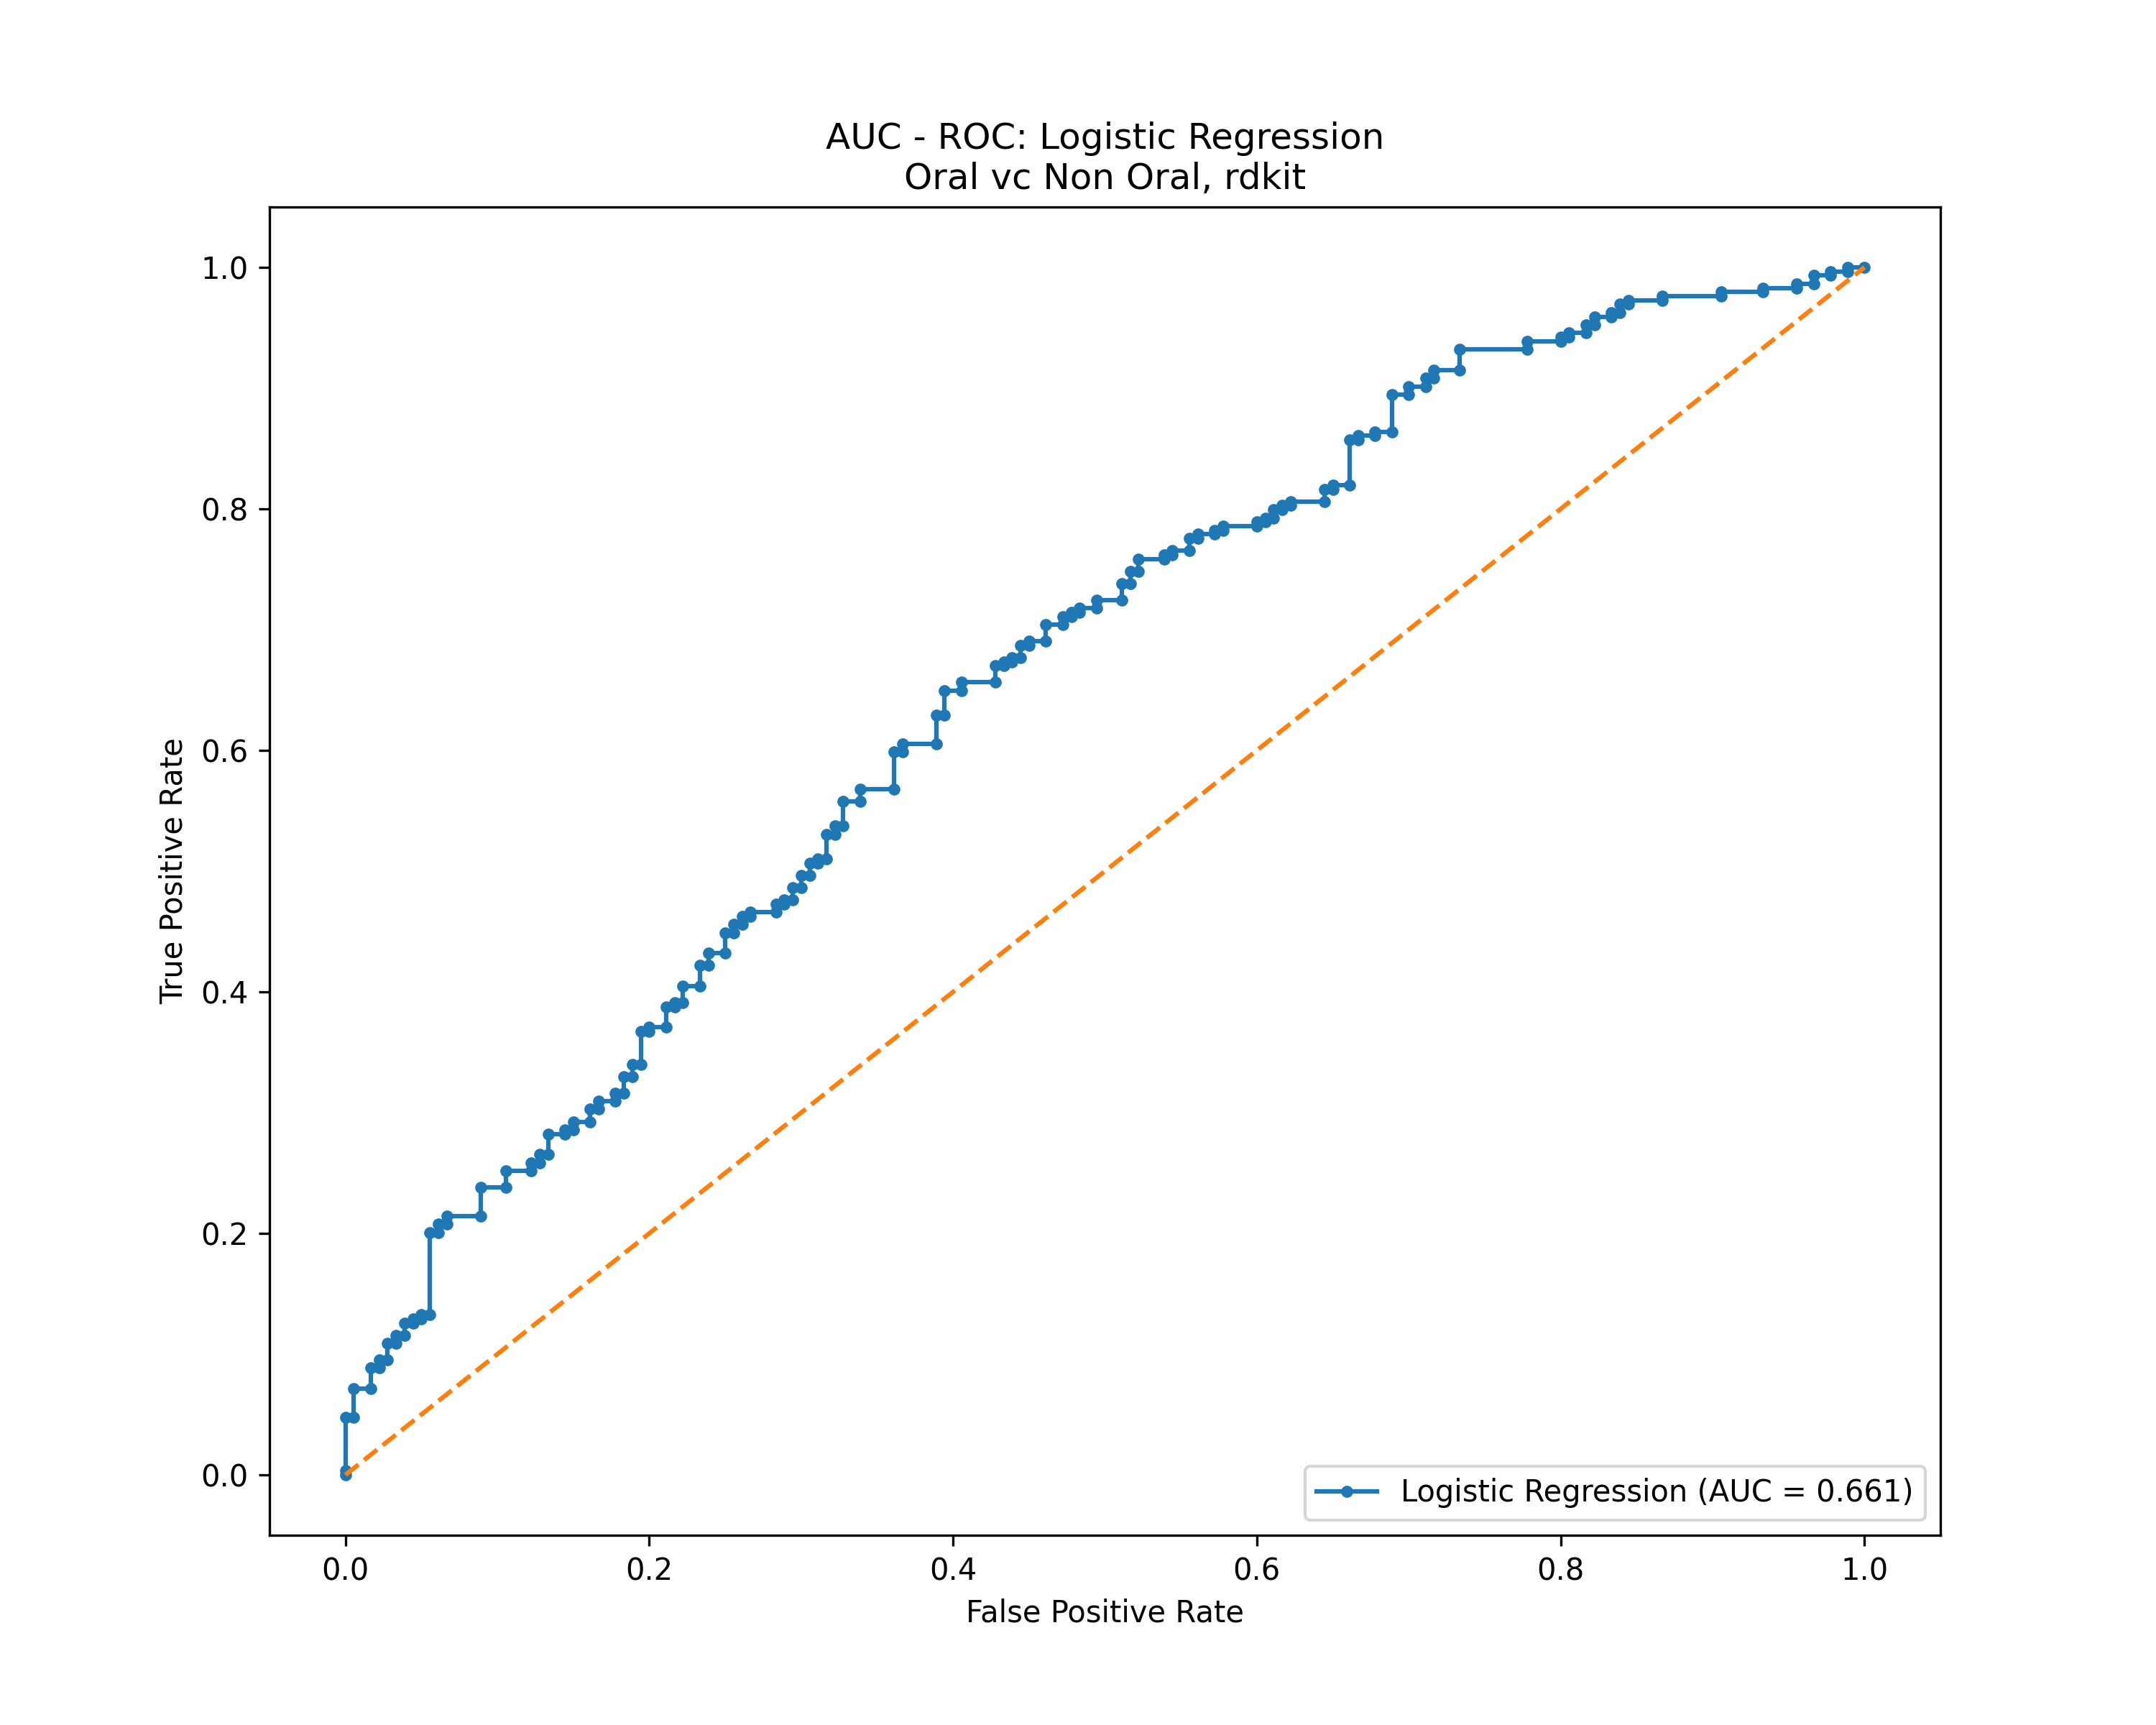 AUC - ROC: Logistic Regression
Oral vc Non Oral, rdkit
True Positive Rate
1.0
0.8
0.6
0.4
0.2
0.0
Logistic Regression (AUC = 0.661)
0.0 0.2 0.4 0.6 0.8 1.0
False Positive Rate